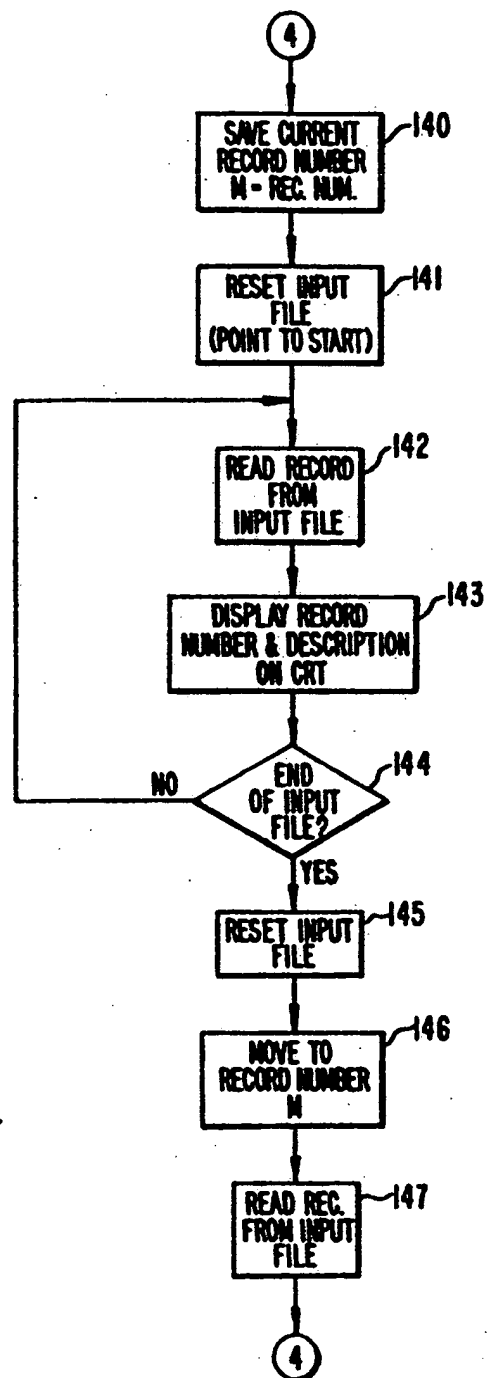 4
SAVE CURRENT
RECORD NUMBER
M - REC. NUM.
140
RESET INPUT
FILE
(POINT TO START)
141
READ RECORD
FROM
INPUT FILE
142
DISPLAY RECORD
NUMBER & DESCRIPTION
ON CRT
143
END
OF INPUT
FILE?
144
NO
YES
RESET INPUT
FILE
145
MOVE TO
RECORD NUMBER
M
146
READ REC.
FROM INPUT
FILE
147
4